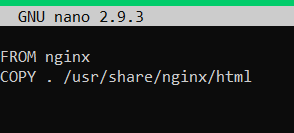 GNU nano 2.9.3
FROM nginx
COPY . /usr/share/nginx/html